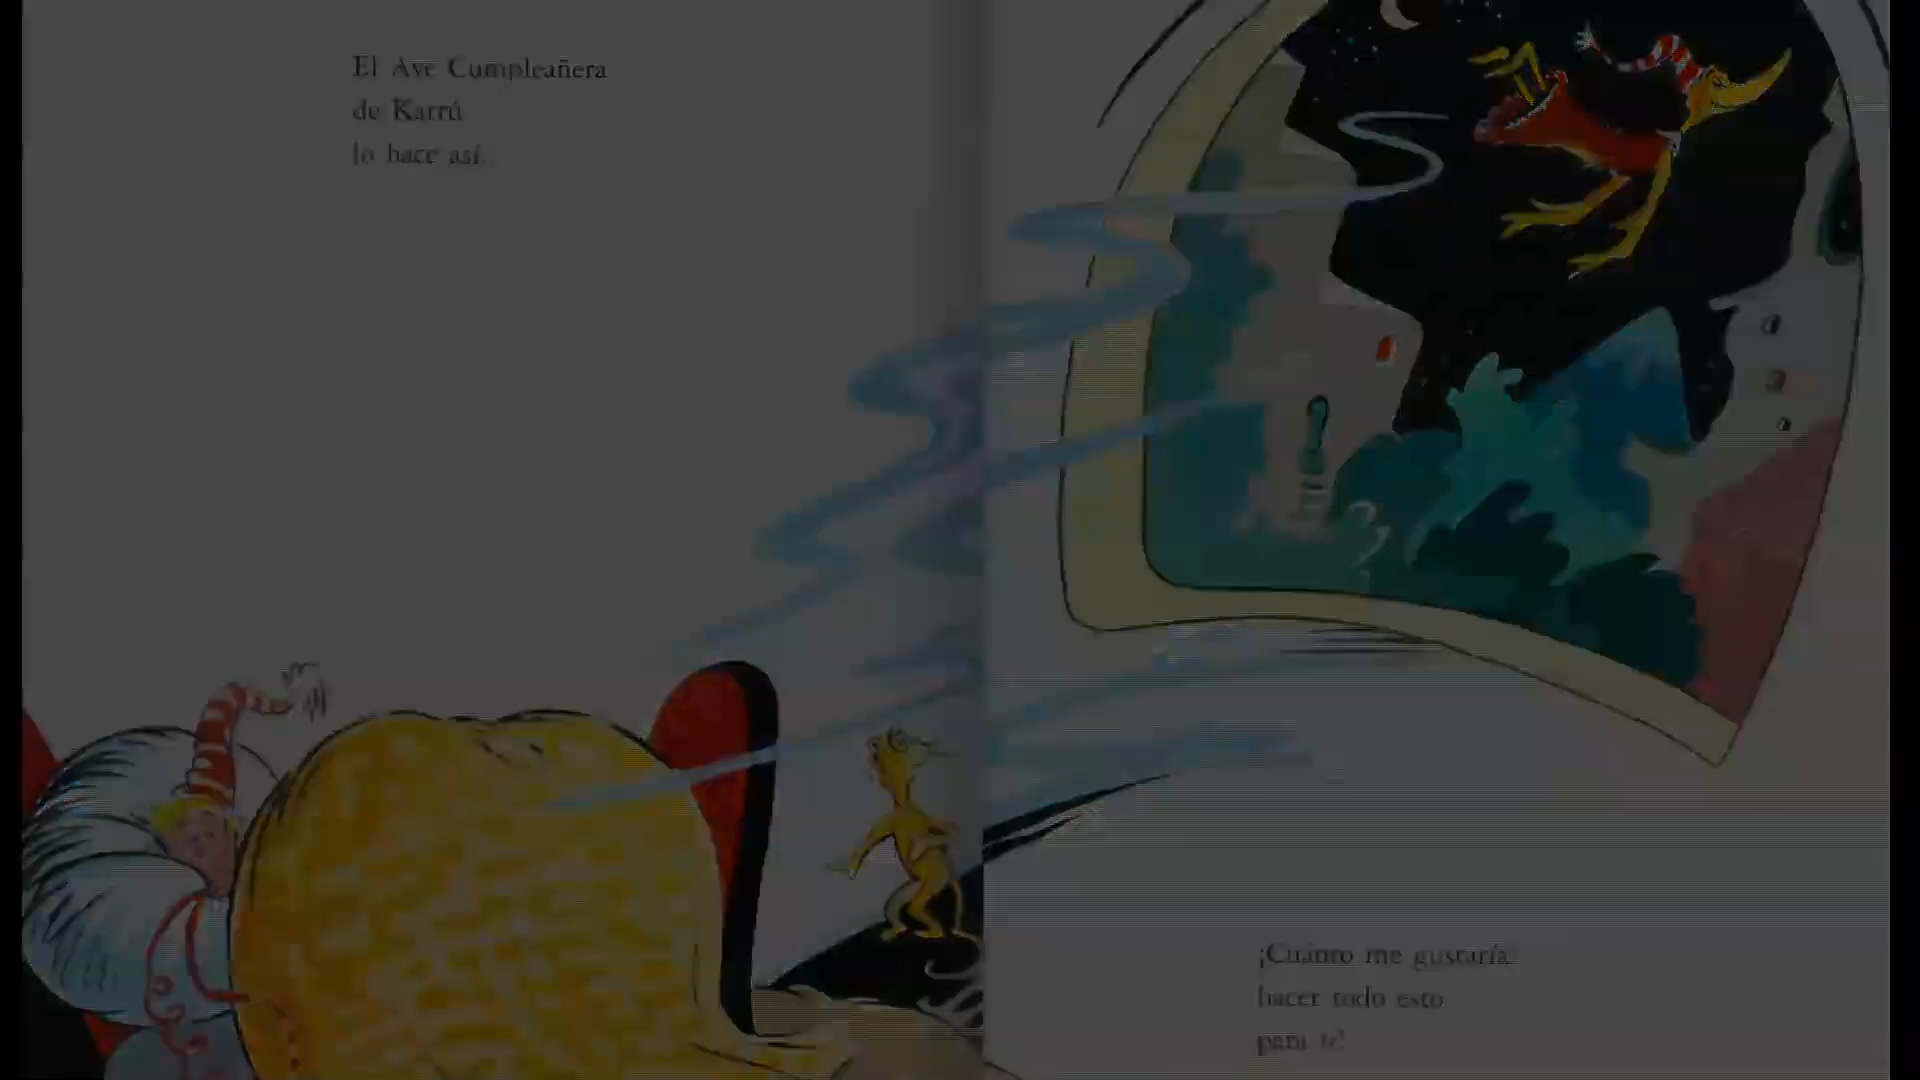 El Ave Cumpleañera
de Karrú
lo hace así.
¡Cuánto me gustaría
hacer todo esto
para ti!